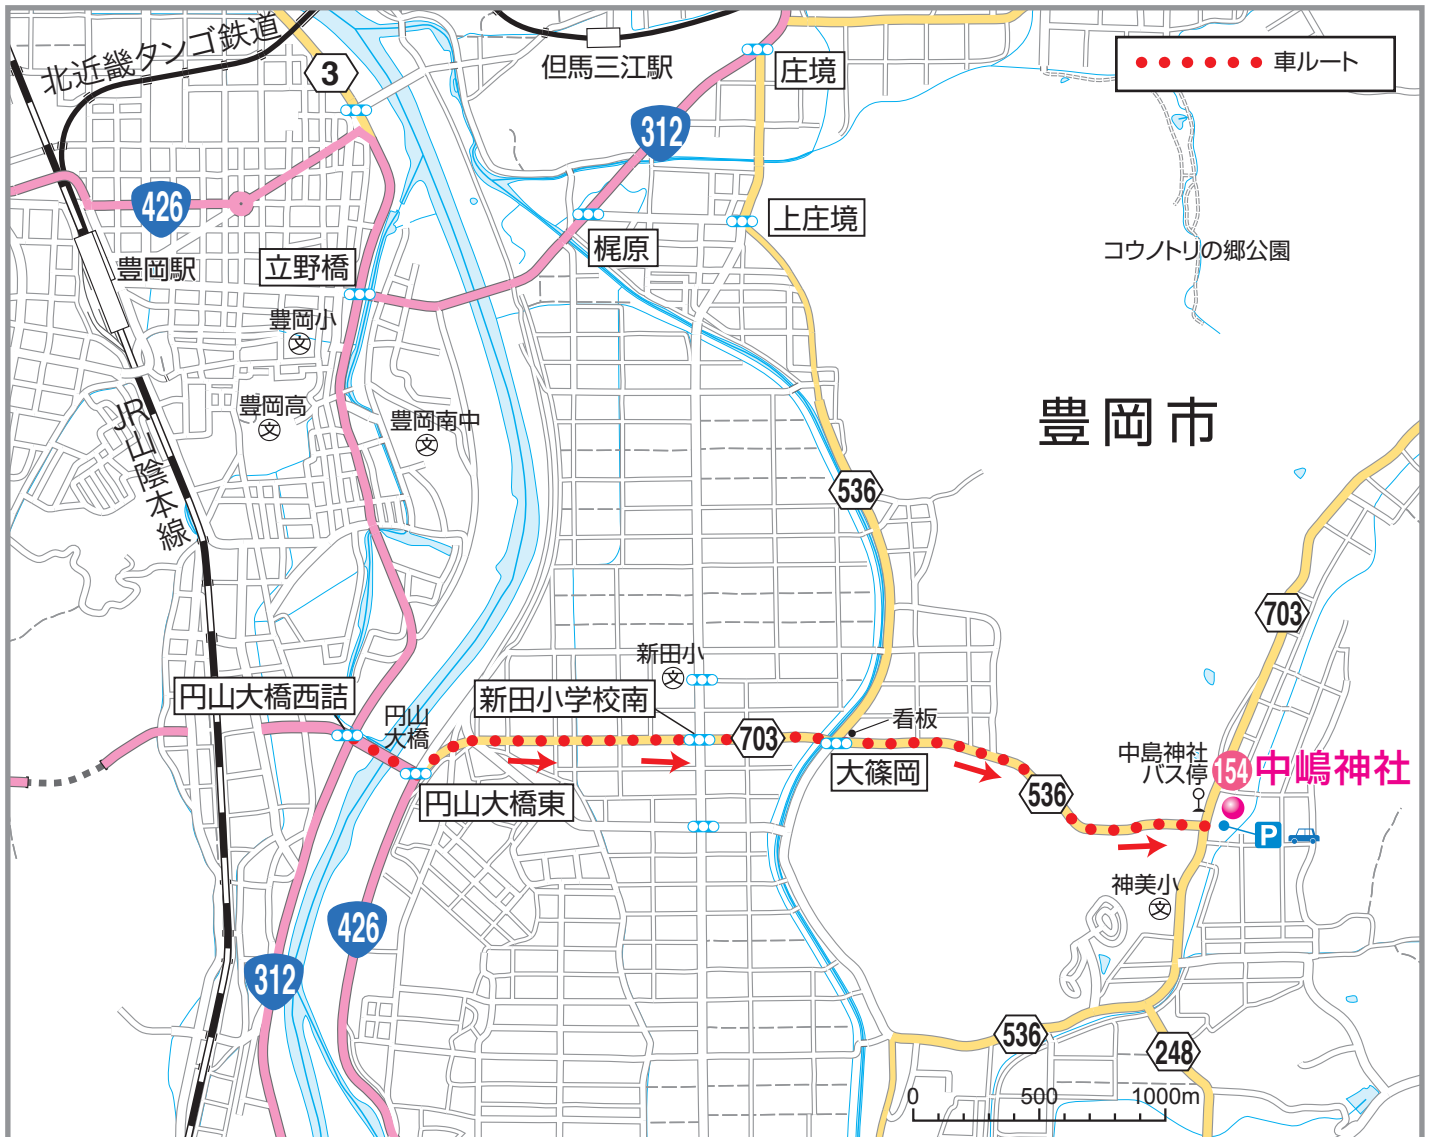 北近畿タンゴ鉄道
3
但馬三江駅
庄境
車ルート
312
426
上庄境
梶原
コウノトリの郷公園
豊岡駅
立野橋
豊岡小
文
豊岡高
文
豊岡南中
文
JR山陰本線
豊岡市
536
703
新田小
文
円山大橋西詰
円山
大橋
新田小学校南
703
看板
大篠岡
円山大橋東
536
中島神社
バス停
154
中嶋神社
P
神美小
文
426
312
536
248
0
500
1000m